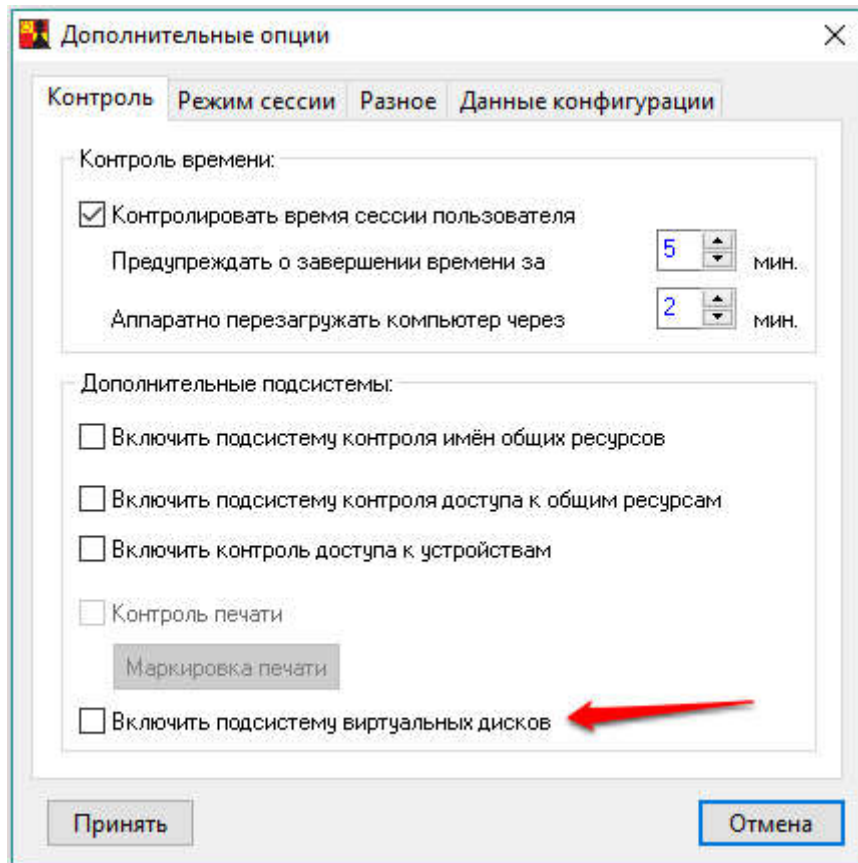 Дополнительные опции
Контроль Режим сессии Разное Данные конфигурации
Контроль времени:
Контролировать время сессии пользователя
Предупреждать о завершении времени за 5 мин.
Аппаратно перезагружать компьютер через 2 мин.
Дополнительные подсистемы:
Включить подсистему контроля имён общих ресурсов
Включить подсистему контроля доступа к общим ресурсам
Включить контроль доступа к устройствам
Контроль печати
Маркировка печати
Включить подсистему виртуальных дисков
Принять Отмена